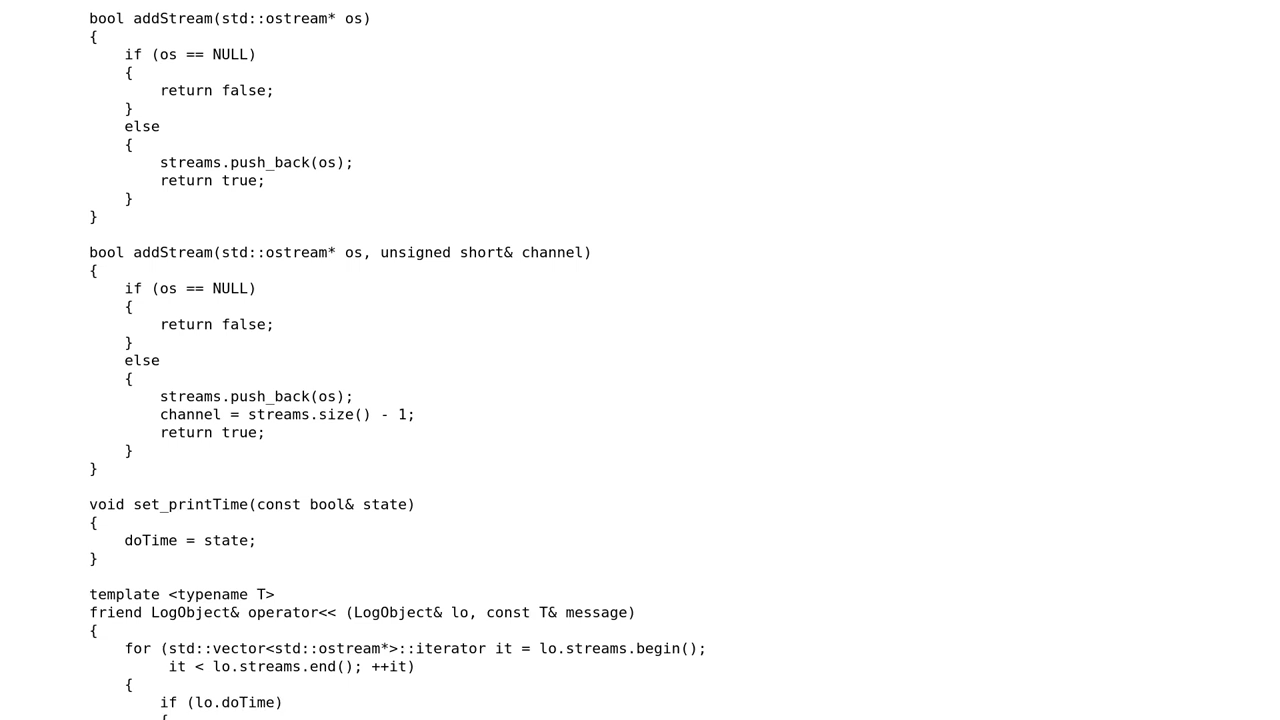 bool addStream(std::ostream* os)
{
    if (os == NULL)
    {
        return false;
    }
    else
    {
        streams.push_back(os);
        return true;
    }
}

bool addStream(std::ostream* os, unsigned short& channel)
{
    if (os == NULL)
    {
        return false;
    }
    else
    {
        streams.push_back(os);
        channel = streams.size() - 1;
        return true;
    }
}

void set_printTime(const bool& state)
{
    doTime = state;
}

template <typename T>
friend LogObject& operator<< (LogObject& lo, const T& message)
{
    for (std::vector<std::ostream*>::iterator it = lo.streams.begin();
         it < lo.streams.end(); ++it)
    {
        if (lo.doTime)
        {